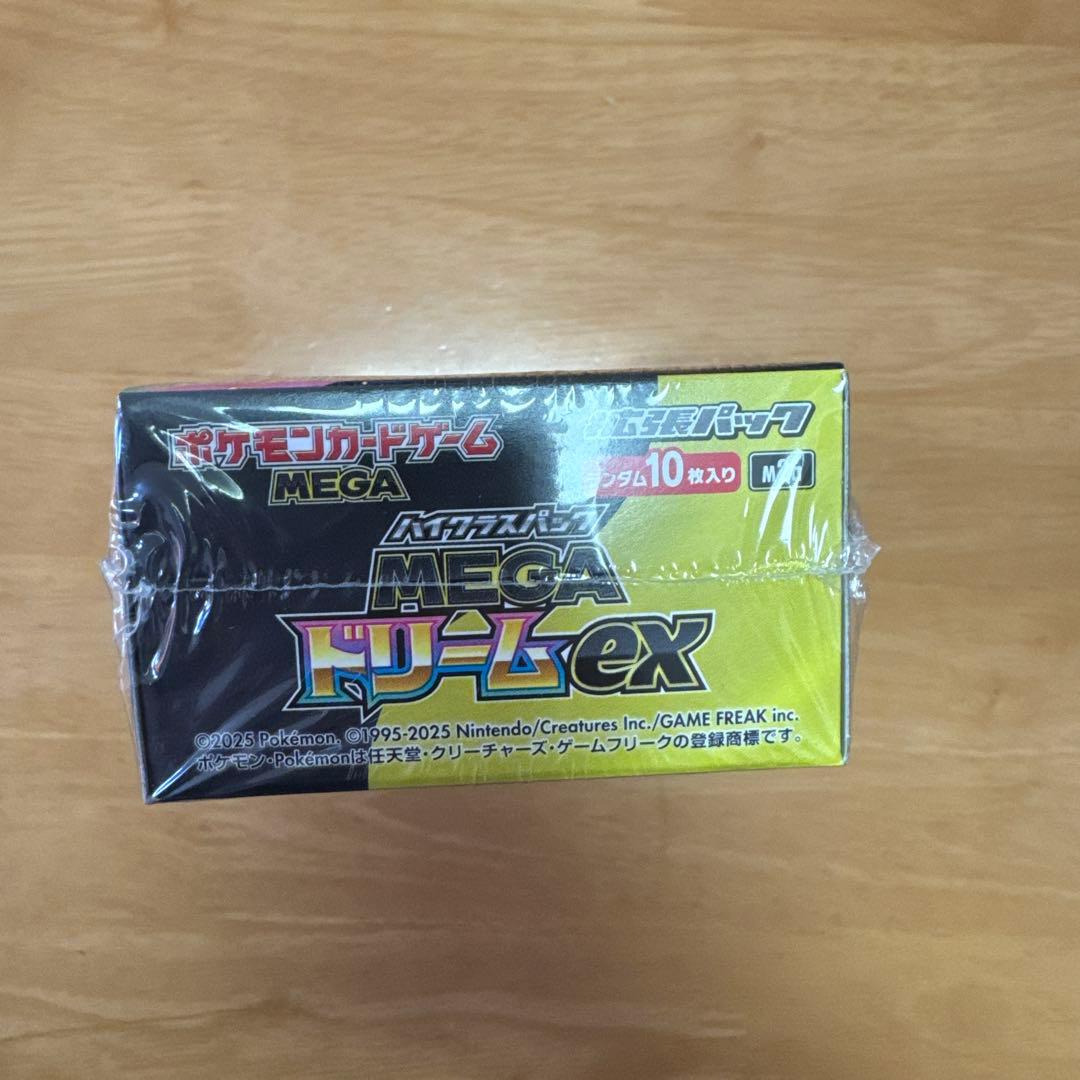 ポケモンカードゲーム
MEGA
拡張パック
ランダム10枚入り
ハイクラスパック
MEGA
ドリームex
©2025 Pokémon. ©1995-2025 Nintendo/Creatures Inc./GAME FREAK inc.
ポケモン・Pokémonは任天堂・クリーチャーズ・ゲームフリークの登録商標です。